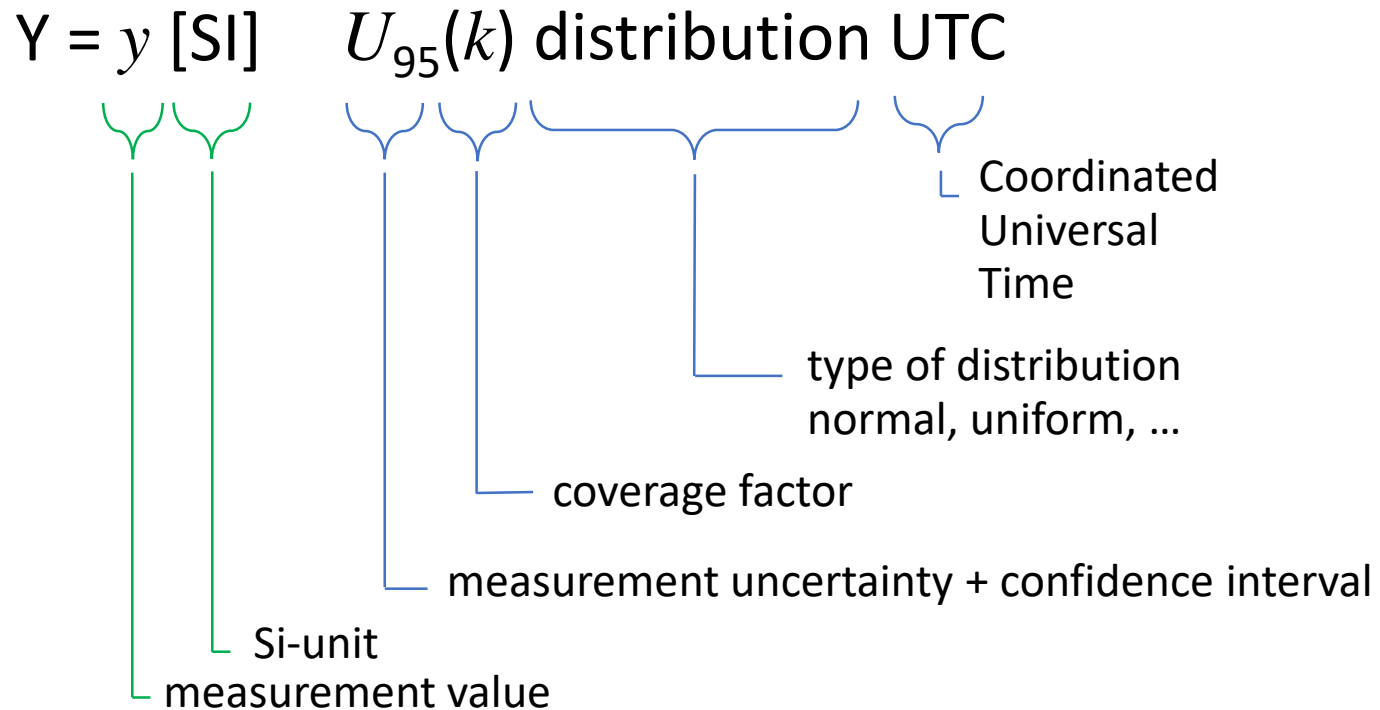 Y = y [SI] U₉₅(k) distribution UTC
Coordinated
Universal
Time
type of distribution
normal, uniform, ...
coverage factor
measurement uncertainty + confidence interval
Si-unit
measurement value